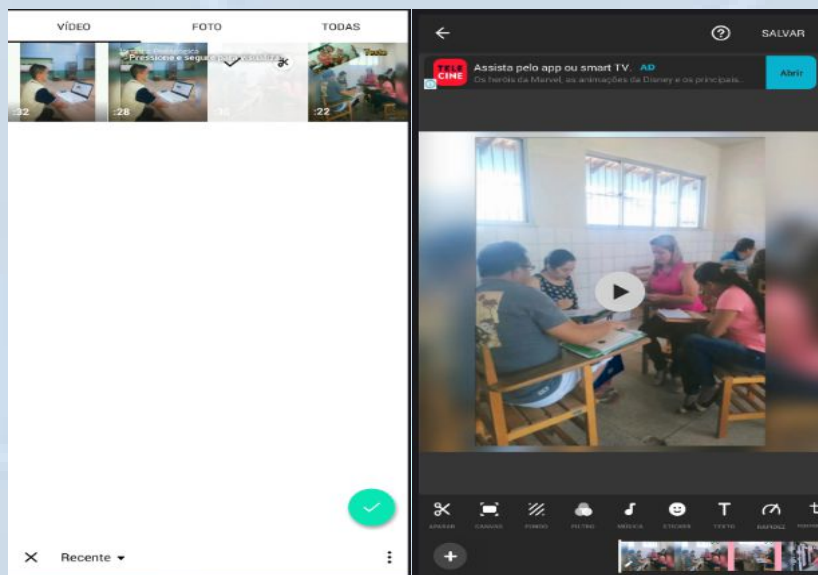 VÍDEO
FOTO
TODAS
Pressione e segure para visualizar
Texto
:32
:28
:22
Recente
SALVAR
TELE
CINE
Assista pelo app ou smart TV. AD
Os heróis da Marvel, as animações da Disney e os principais...
Abrir
APARAR
CANVAS
FUNDO
FILTRO
MÚSICA
STICKER
TEXTO
RAPIDEZ